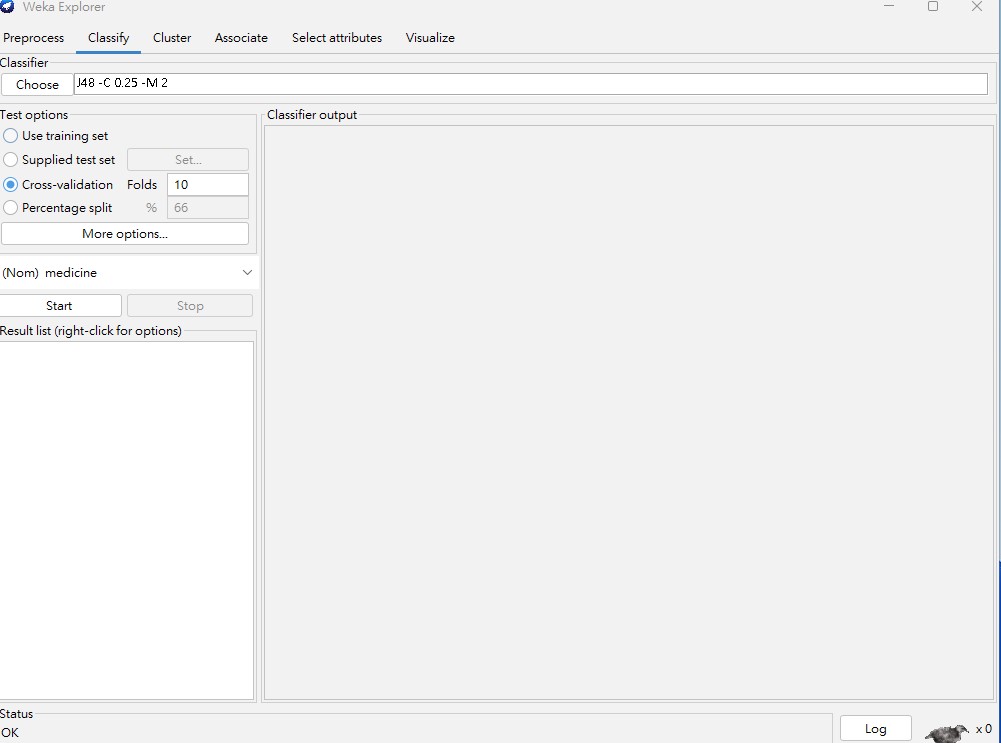 Weka Explorer
Preprocess Classify Cluster Associate Select attributes Visualize
Classifier
Choose J48 -C 0.25 -M 2
Test options
Use training set
Supplied test set Set...
Cross-validation Folds 10
Percentage split % 66
More options...
(Nom) medicine
Start Stop
Result list (right-click for options)
Classifier output
Status
OK
Log x 0